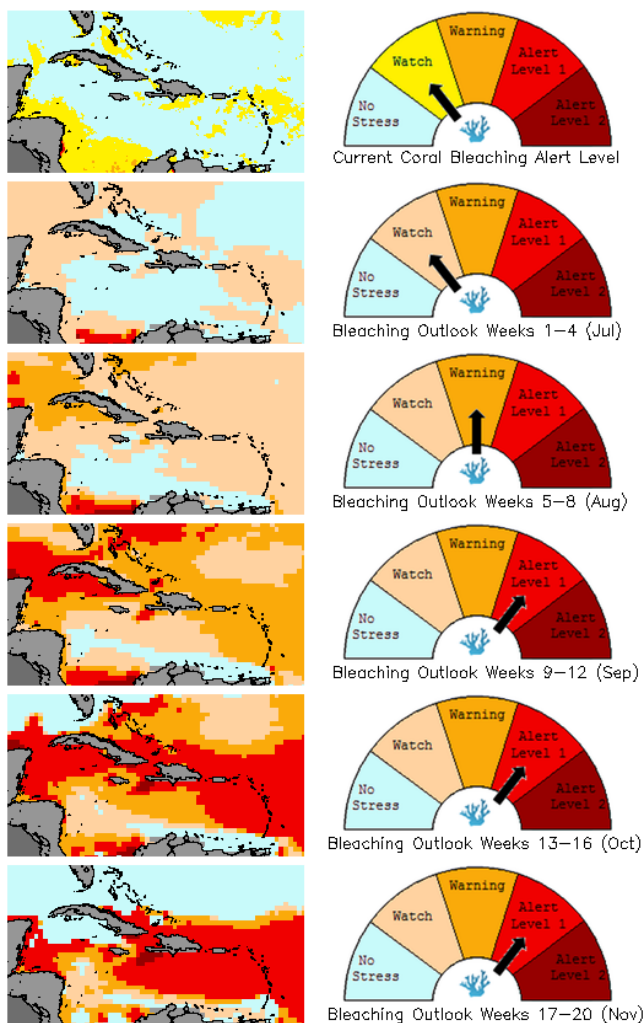 Warning
Watch
Alert
Level 1
No
Stress
Alert
Level 2
Current Coral Bleaching Alert Level
Warning
Watch
Alert
Level 1
No
Stress
Alert
Level 2
Bleaching Outlook Weeks 1–4 (Jul)
Warning
Watch
Alert
Level 1
No
Stress
Alert
Level 2
Bleaching Outlook Weeks 5–8 (Aug)
Warning
Watch
Alert
Level 1
No
Stress
Alert
Level 2
Bleaching Outlook Weeks 9–12 (Sep)
Warning
Watch
Alert
Level 1
No
Stress
Alert
Level 2
Bleaching Outlook Weeks 13–16 (Oct)
Warning
Watch
Alert
Level 1
No
Stress
Alert
Level 2
Bleaching Outlook Weeks 17–20 (Nov)